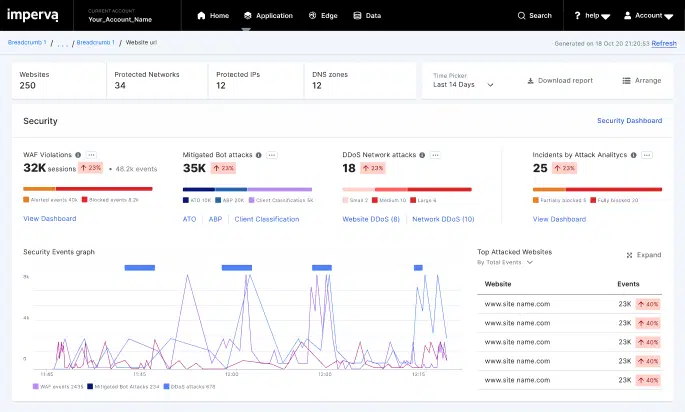 imperva
CURRENT ACCOUNT
Your_Account_Name
Home
Application
Edge
Data
Search
? help
Account
Breadcrumb 1 / . . . / Breadcrumb 1 / Website url
Generated on 18 Oct 20 21:20:53 Refresh
Websites
250
Protected Networks
34
Protected IPs
12
DNS zones
12
Time Picker
Last 14 Days
Download report
Arrange
Security
Security Dashboard
WAF Violations
32K sessions 23% • 48.2k events
Alerted events 40k Blocked events 8.2k
View Dashboard
Mitigated Bot attacks
35K 23%
ATO 10K ABP 20K Client Classification 5K
ATO | ABP | Client Classification
DDoS Network attacks
18 23%
Small 2 Medium 10 Large 6
Website DDoS (8) | Network DDoS (10)
Incidents by Attack Analitycs
25 23%
Partially blocked 5 Fully blocked 20
View Dashboard
Security Events graph
4k
0
11:45 11:45 12:00 12:00 12:15
WAF events 2435 Mitigated Bot Attacks 234 DDoS attacks 678
Top Attacked Websites
By Total Events
Expand
Website Events
www.site name.com 23K 40%
www.site name.com 23K 40%
www.site name.com 23K 40%
www.site name.com 23K 40%
www.site name.com 23K 40%